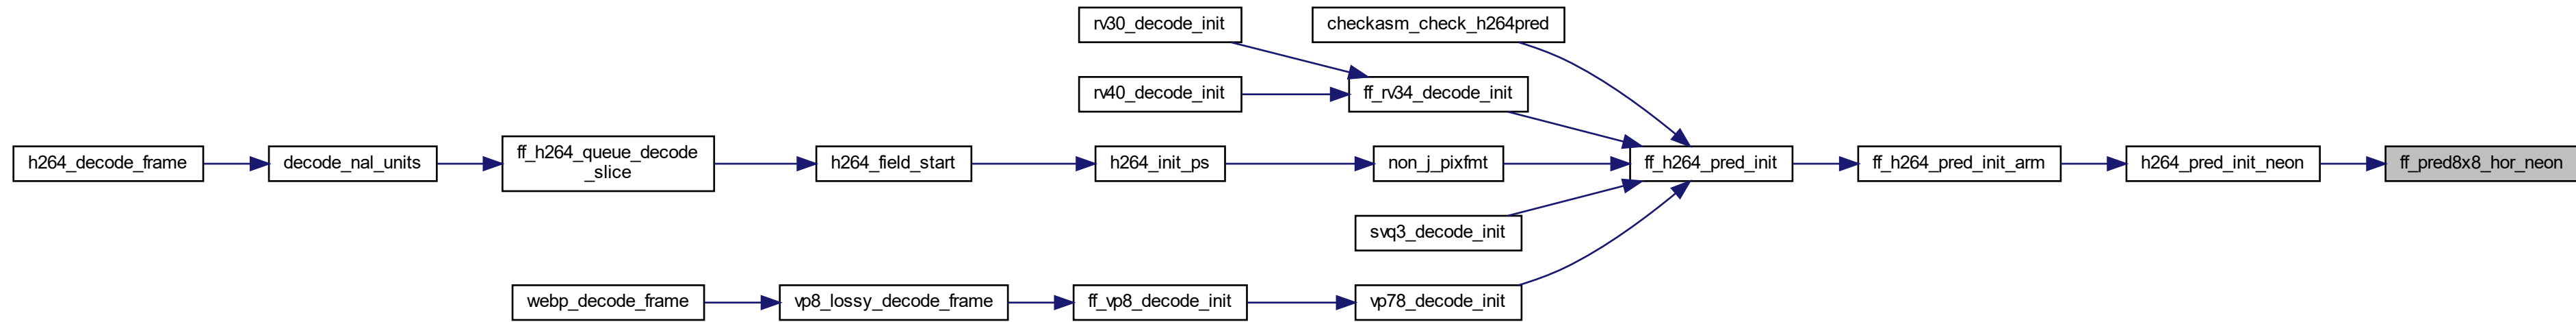 rv30_decode_init
checkasm_check_h264pred
rv40_decode_init
ff_rv34_decode_init
h264_decode_frame
decode_nal_units
ff_h264_queue_decode
_slice
h264_field_start
h264_init_ps
non_j_pixfmt
ff_h264_pred_init
ff_h264_pred_init_arm
h264_pred_init_neon
ff_pred8x8_hor_neon
svq3_decode_init
webp_decode_frame
vp8_lossy_decode_frame
ff_vp8_decode_init
vp78_decode_init